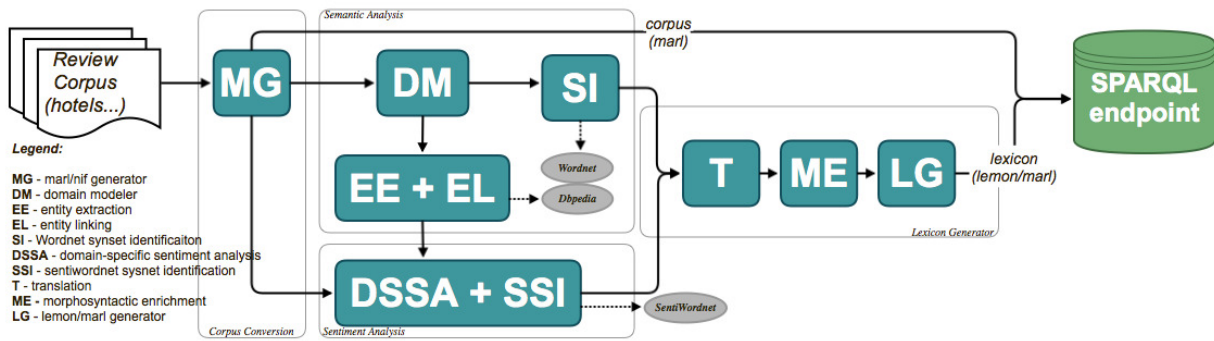 Review
Corpus
(hotels...)
Legend:
MG - marl/nif generator
DM - domain modeler
EE - entity extraction
EL - entity linking
SI - Wordnet synset identificaiton
DSSA - domain-specific sentiment analysis
SSI - sentiwordnet sysnet identification
T - translation
ME - morphosyntactic enrichment
LG - lemon/marl generator
MG
Corpus Conversion
Semantic Analysis
DM
SI
Wordnet
Dbpedia
EE + EL
DSSA + SSI
SentiWordnet
Sentiment Analysis
corpus
(marl)
T
ME
LG
Lexicon Generator
lexicon
(lemon/marl)
SPARQL
endpoint